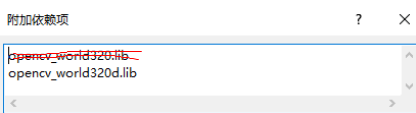 附加依赖项 ? ×
opencv_world320.lib
opencv_world320d.lib